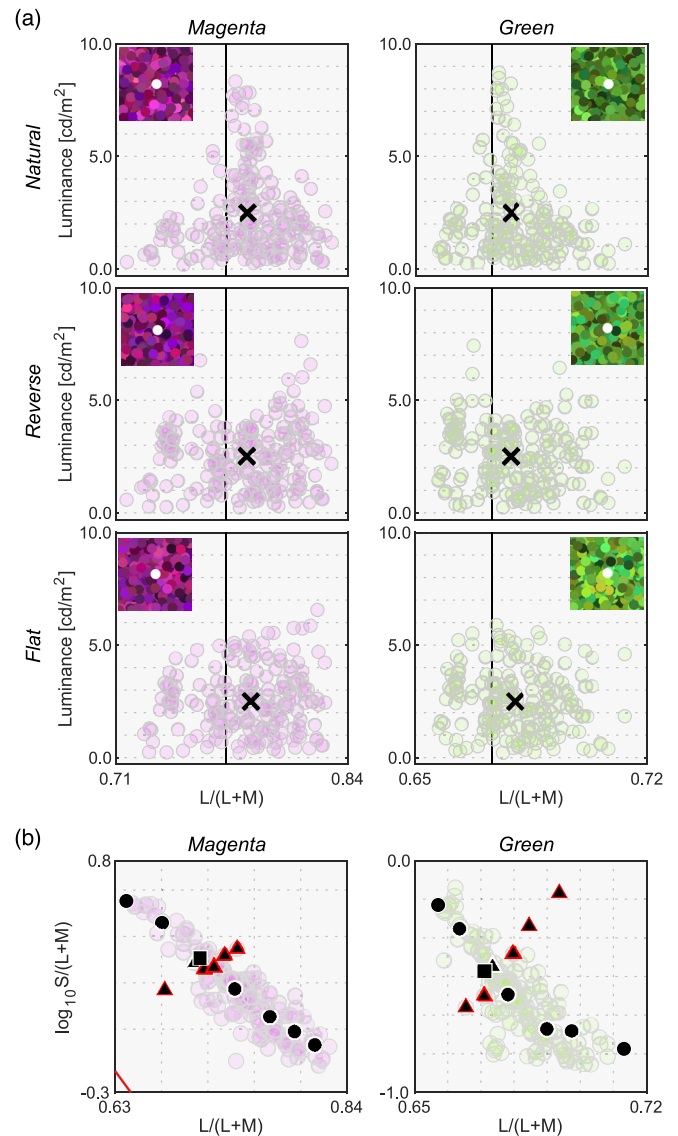 (a)
Magenta
Green
Natural
Luminance [cd/m²]
10.0
5.0
0.0
10.0
5.0
0.0
Reverse
Luminance [cd/m²]
10.0
5.0
0.0
10.0
5.0
0.0
Flat
Luminance [cd/m²]
10.0
5.0
0.0
10.0
5.0
0.0
0.71
0.84
0.65
0.72
L/(L+M)
L/(L+M)
(b)
Magenta
Green
log₁₀ S/(L+M)
0.8
-0.3
0.0
-1.0
0.63
0.84
0.65
0.72
L/(L+M)
L/(L+M)